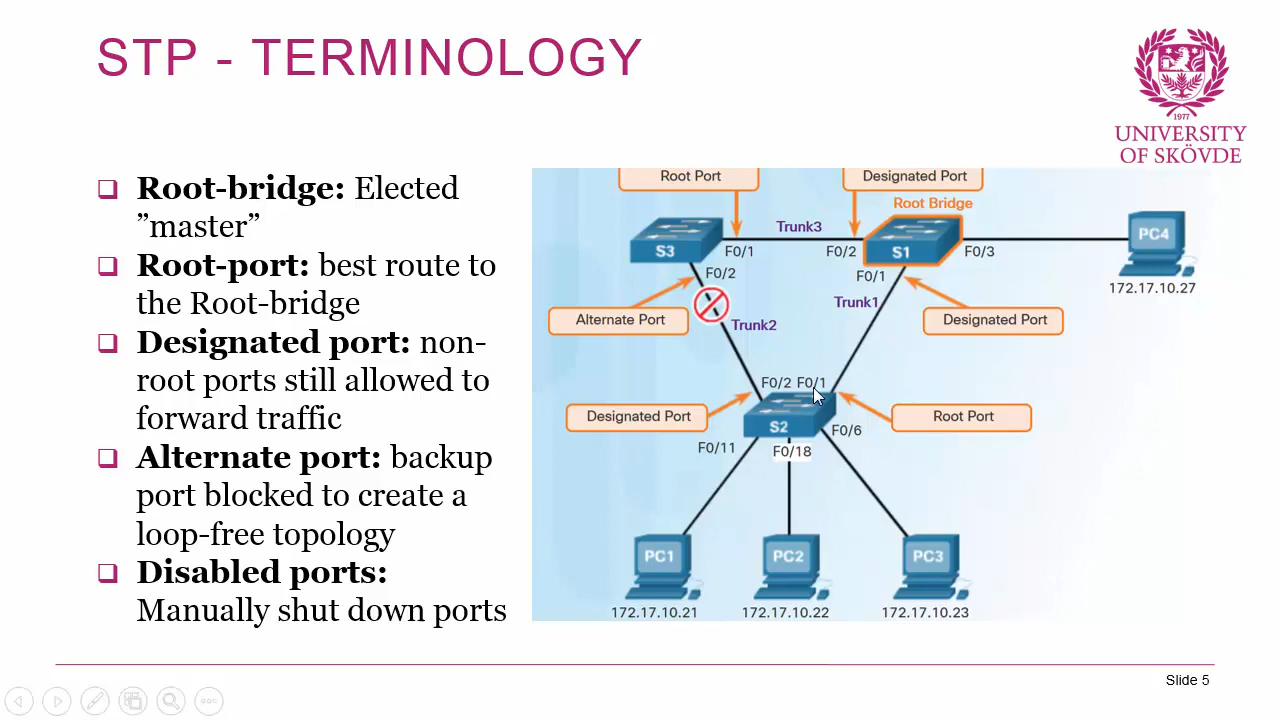 STP - TERMINOLOGY
1977
UNIVERSITY
OF SKÖVDE
Root-bridge: Elected
”master”
Root-port: best route to
the Root-bridge
Designated port: non-
root ports still allowed to
forward traffic
Alternate port: backup
port blocked to create a
loop-free topology
Disabled ports:
Manually shut down ports
Root Port
Designated Port
Root Bridge
Trunk3
S3
F0/1
F0/2
S1
F0/3
PC4
F0/2
F0/1
172.17.10.27
Trunk1
Alternate Port
Trunk2
Designated Port
F0/2 F0/1
Designated Port
Root Port
S2
F0/6
F0/11
F0/18
PC1
PC2
PC3
172.17.10.21
172.17.10.22
172.17.10.23
Slide 5